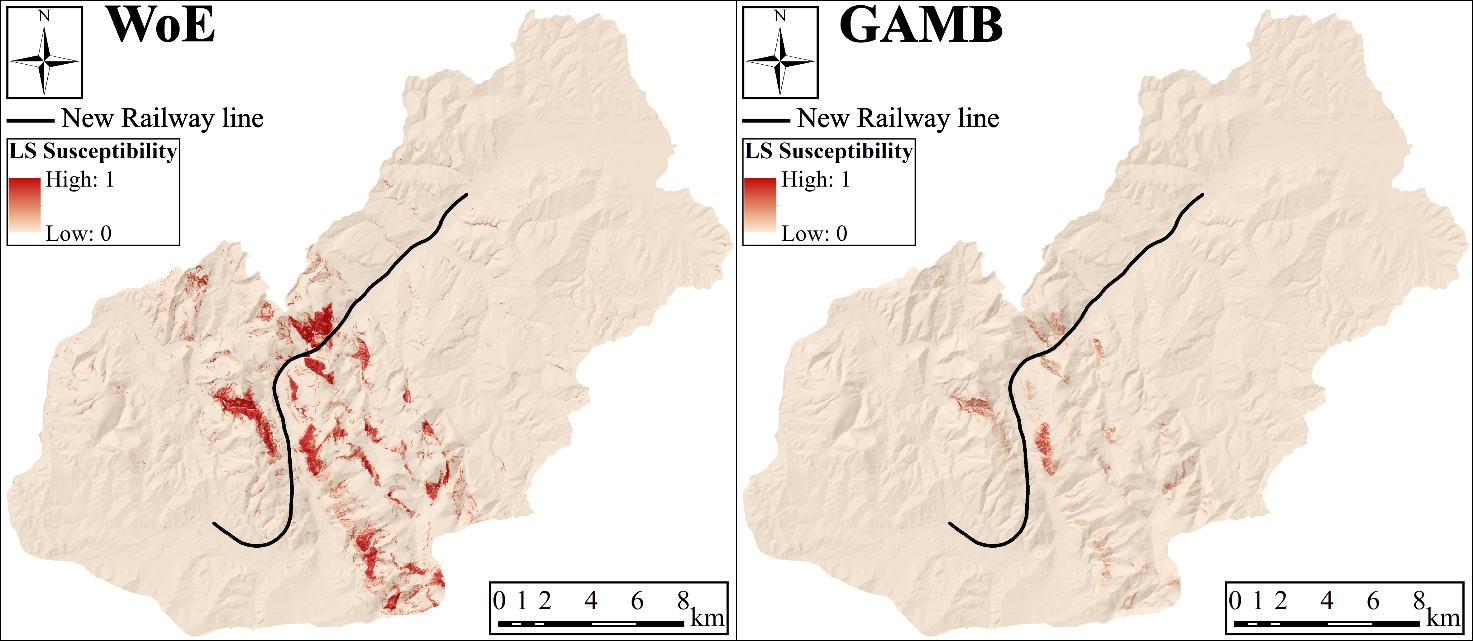 N
WoE
New Railway line
LS Susceptibility
High: 1
Low: 0
0 1 2 4 6 8
km
N
GAMB
New Railway line
LS Susceptibility
High: 1
Low: 0
0 1 2 4 6 8
km